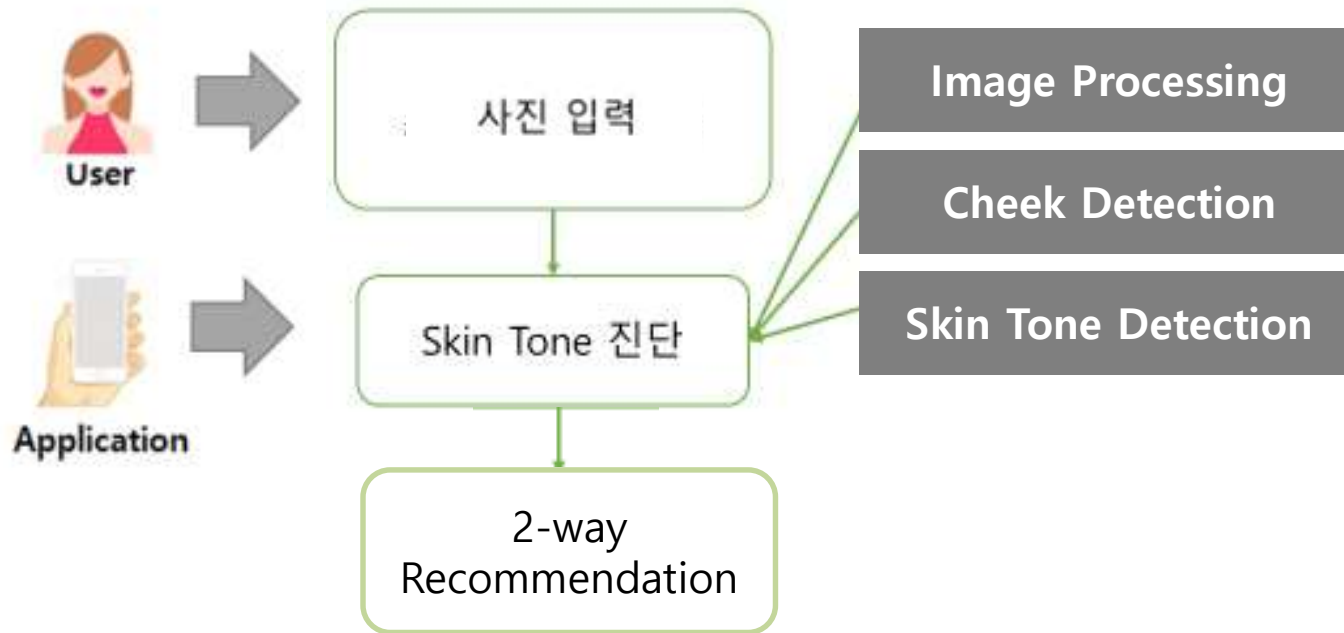 User
사진 입력
Image Processing
Cheek Detection
Skin Tone Detection
Application
Skin Tone 진단
2-way
Recommendation